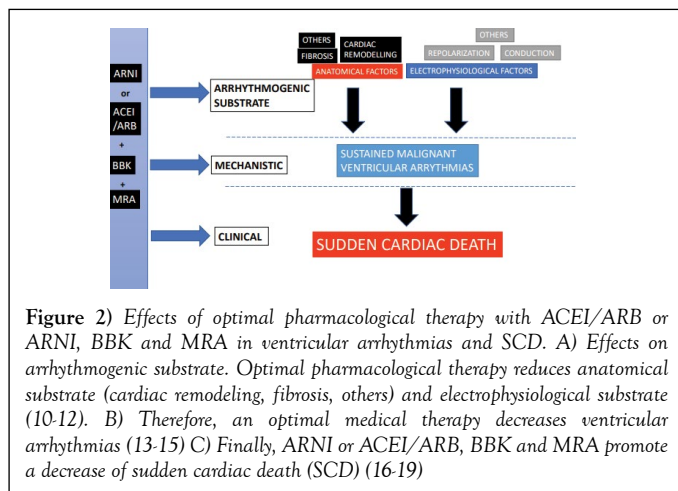 ARNI
or
ACEI
/ARB
+
BBK
+
MRA
ARRHYTHMOGENIC
SUBSTRATE
MECHANISTIC
CLINICAL
OTHERS
FIBROSIS
CARDIAC
REMODELLING
ANATOMICAL FACTORS
OTHERS
REPOLARIZATION
CONDUCTION
ELECTROPHYSIOLOGICAL FACTORS
SUSTAINED MALIGNANT
VENTRICULAR ARRYTHMIAS
SUDDEN CARDIAC DEATH
Figure 2) Effects of optimal pharmacological therapy with ACEI/ARB or
ARNI, BBK and MRA in ventricular arrhythmias and SCD. A) Effects on
arrhythmogenic substrate. Optimal pharmacological therapy reduces anatomical
substrate (cardiac remodeling, fibrosis, others) and electrophysiological substrate
(10-12). B) Therefore, an optimal medical therapy decreases ventricular
arrhythmias (13-15) C) Finally, ARNI or ACEI/ARB, BBK and MRA promote
a decrease of sudden cardiac death (SCD) (16-19)